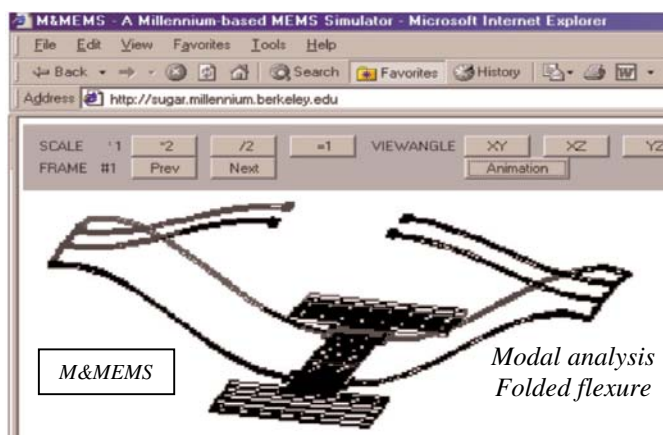 M&MEMS - A Millennium-based MEMS Simulator - Microsoft Internet Explorer
File Edit View Favorites Tools Help
Back Search Favorites History
Address http://sugar.millennium.berkeley.edu
SCALE *1 *2 /2 =1 VIEWANGLE XY XZ YZ
FRAME #1 Prev Next Animation
M&MEMS
Modal analysis
Folded flexure